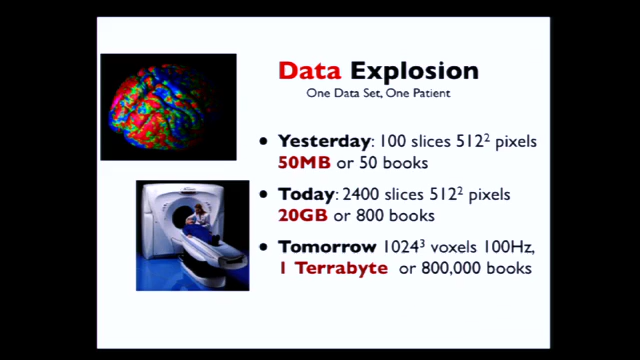 Data Explosion
One Data Set, One Patient
• Yesterday: 100 slices 512² pixels
50MB or 50 books
• Today: 2400 slices 512² pixels
20GB or 800 books
• Tomorrow 1024³ voxels 100Hz,
1 Terrabyte or 800,000 books